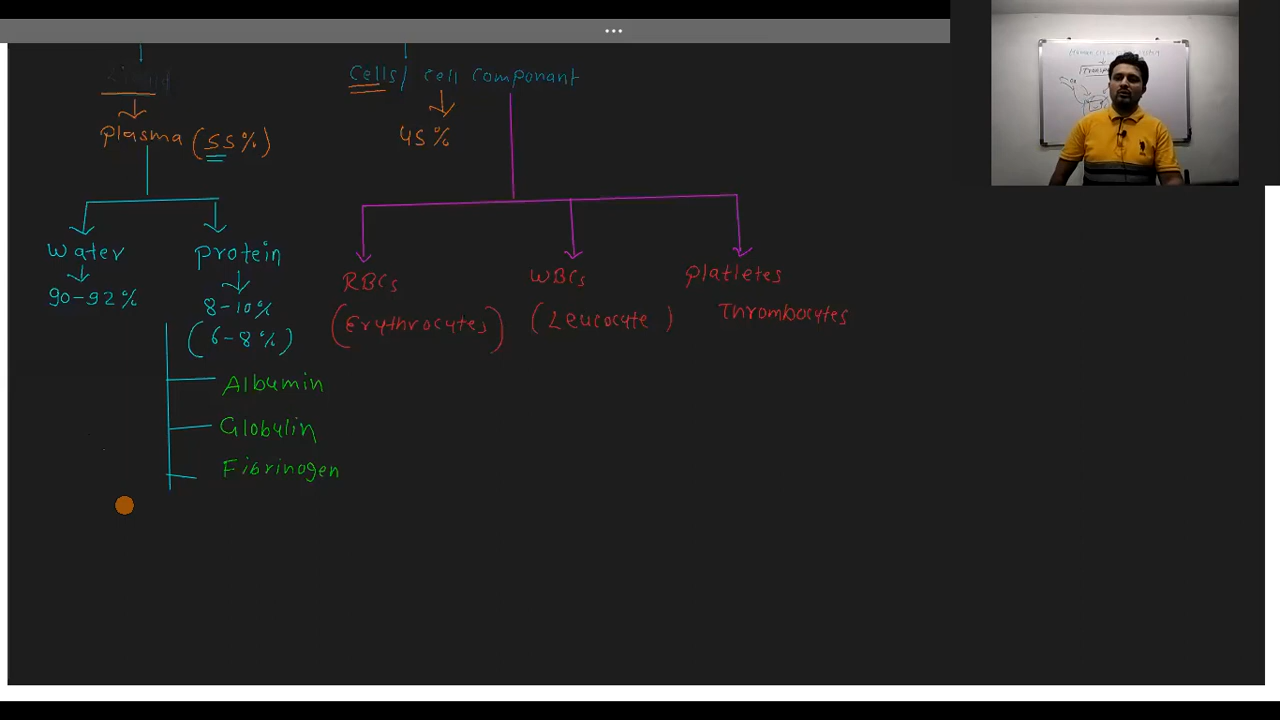 Cells/ cell componant
plasma (55%)
45%
water
protein
90-92%
8-10%
(6-8%)
RBCs
WBCs
platletes
(Erythrocytes)
(Leucocyte )
Thrombocytes
Albumin
Globulin
Fibrinogen